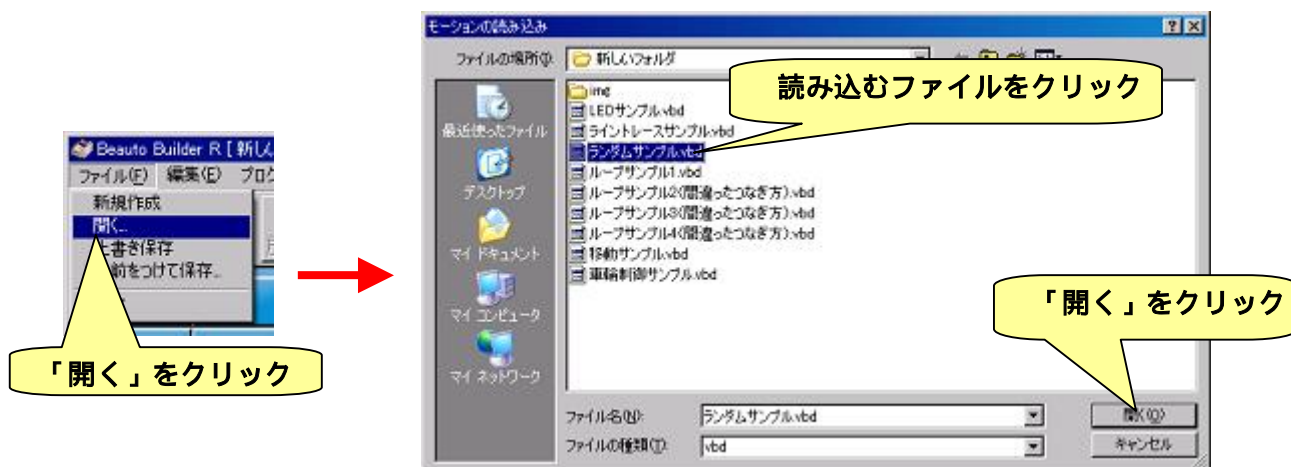 Beauto Builder R [ 新し
ファイル(F) 編集(E) プロ
新規作成
開く...
上書き保存
前をつけて保存...
「開く」をクリック
モーションの読み込み
ファイルの場所(I):
新しいフォルダ
読み込むファイルをクリック
img
LEDサンプル.vbd
ライントレースサンプル.vbd
ランダムサンプル.vbd
ループサンプル1.vbd
ループサンプル2(間違ったつなぎ方).vbd
ループサンプル3(間違ったつなぎ方).vbd
ループサンプル4(間違ったつなぎ方).vbd
移動サンプル.vbd
車輪制御サンプル.vbd
最近使ったファイル
デスクトップ
マイ ドキュメント
マイ コンピュータ
マイ ネットワーク
「開く」をクリック
ファイル名(N):
ランダムサンプル.vbd
開く(O)
ファイルの種類(T):
vbd
キャンセル